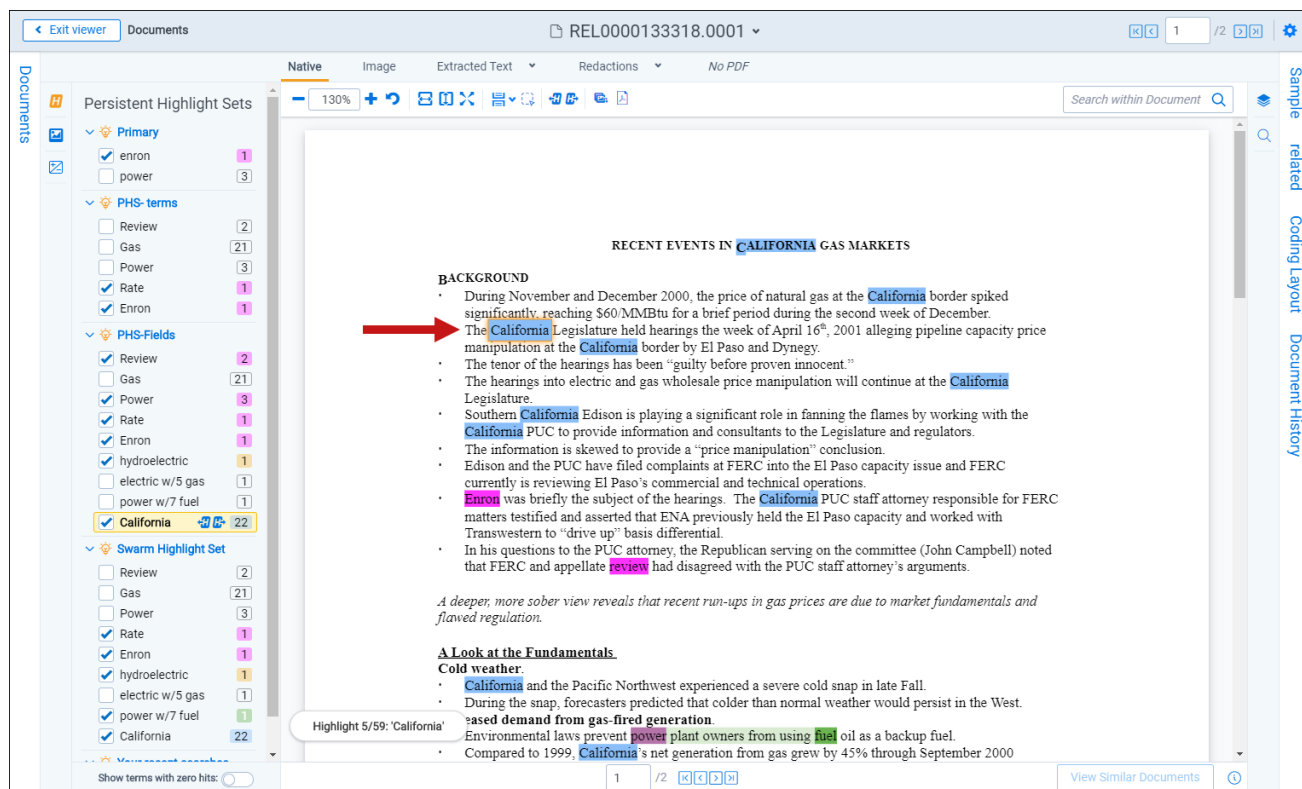 Exit viewer
Documents
REL0000133318.0001
1 /2
Documents
Native Image Extracted Text Redactions No PDF
130%
Search within Document
Persistent Highlight Sets
Primary
enron 1
power 3
PHS- terms
Review 2
Gas 21
Power 3
Rate 1
Enron 1
PHS-Fields
Review 2
Gas 21
Power 3
Rate 1
Enron 1
hydroelectric 1
electric w/5 gas 1
power w/7 fuel 1
California 22
Swarm Highlight Set
Review 2
Gas 21
Power 3
Rate 1
Enron 1
hydroelectric 1
electric w/5 gas 1
power w/7 fuel 1
California 22
Show terms with zero hits:
RECENT EVENTS IN CALIFORNIA GAS MARKETS
BACKGROUND
· During November and December 2000, the price of natural gas at the California border spiked
significantly, reaching $60/MMBtu for a brief period during the second week of December.
· The California Legislature held hearings the week of April 16th, 2001 alleging pipeline capacity price
manipulation at the California border by El Paso and Dynegy.
· The tenor of the hearings has been “guilty before proven innocent.”
· The hearings into electric and gas wholesale price manipulation will continue at the California
Legislature.
· Southern California Edison is playing a significant role in fanning the flames by working with the
California PUC to provide information and consultants to the Legislature and regulators.
· The information is skewed to provide a “price manipulation” conclusion.
· Edison and the PUC have filed complaints at FERC into the El Paso capacity issue and FERC
currently is reviewing El Paso’s commercial and technical operations.
· Enron was briefly the subject of the hearings. The California PUC staff attorney responsible for FERC
matters testified and asserted that ENA previously held the El Paso capacity and worked with
Transwestern to “drive up” basis differential.
· In his questions to the PUC attorney, the Republican serving on the committee (John Campbell) noted
that FERC and appellate review had disagreed with the PUC staff attorney’s arguments.
A deeper, more sober view reveals that recent run-ups in gas prices are due to market fundamentals and
flawed regulation.
A Look at the Fundamentals
Cold weather.
· California and the Pacific Northwest experienced a severe cold snap in late Fall.
· During the snap, forecasters predicted that colder than normal weather would persist in the West.
eased demand from gas-fired generation.
Environmental laws prevent power plant owners from using fuel oil as a backup fuel.
· Compared to 1999, California’s net generation from gas grew by 45% through September 2000
Highlight 5/59: 'California'
1 /2
View Similar Documents
Sample
related
Coding Layout
Document History